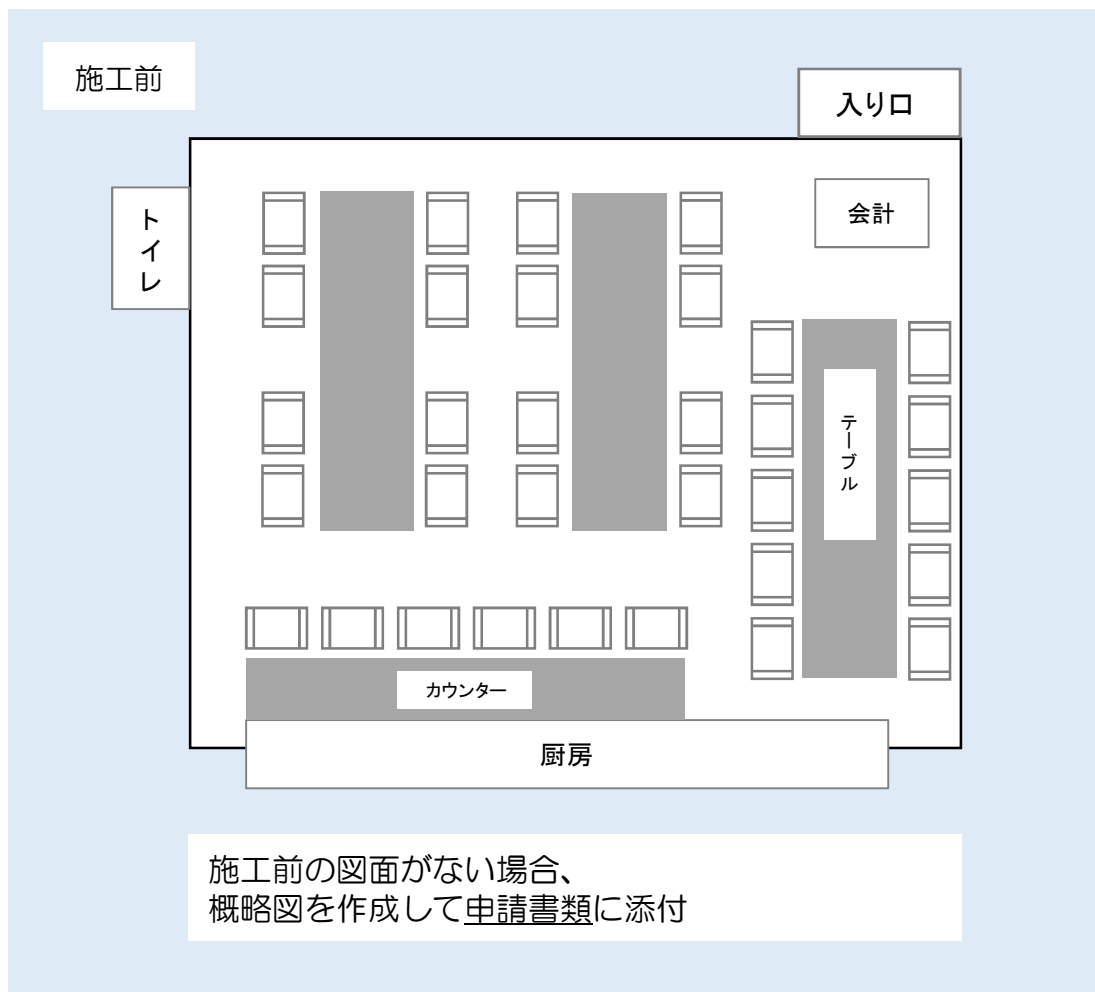 施工前
入り口
トイレ
会計
テーブル
カウンター
厨房
施工前の図面がない場合、
概略図を作成して申請書類に添付